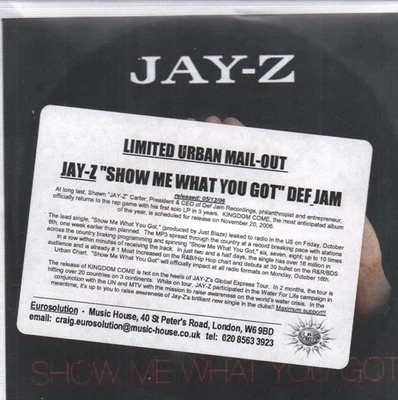 JAY-Z
LIMITED URBAN MAIL-OUT
JAY-Z "SHOW ME WHAT YOU GOT" DEF JAM
released: 05/12/06
At long last, Shawn "JAY-Z" Carter, President & CEO of Def Jam Recordings, philanthropist and entrepreneur,
officially returns to the rap game with his first solo LP in 3 years. KINGDOM COME, the most anticipated album
of the year, is scheduled for release on November 20, 2006.
The lead single, "Show Me What You Got," (produced by Just Blaze) leaked to radio in the US on Friday, October
6th, one week earlier than planned. The MP3 spread through the country at a record breaking pace with stations
across the country breaking programming and spinning "Show Me What You Got" six, seven, eight, up to 10 times
in a row within minutes of receiving the track. In just two and a half days, the single has over 16 million in
audience and is already # 1 Most Increased on the R&B/Hip Hop chart and debuts at 39 bullet on the R&R/BDS
Urban Chart. "Show Me What You Got" will officially impact at all radio formats on Monday, October 16th.
The release of KINGDOM COME is hot on the heels of JAY-Z's Global Express Tour. In 2 months, the tour is
hitting over 20 countries on 3 continents. While on tour, JAY-Z participated in the Water For Life campaign in
conjunction with the UN and MTV with the mission to raise awareness on the world's water crisis. In the
meantime, it's up to you to raise awareness of Jay-Z's brilliant new single in the clubs!! Maximum support!!
Eurosolution - Music House, 40 St Peter's Road, London, W6 9BD
email: craig.eurosolution@music-house.co.uk tel: 020 8563 3923
SHOW ME WHAT YOU GOT